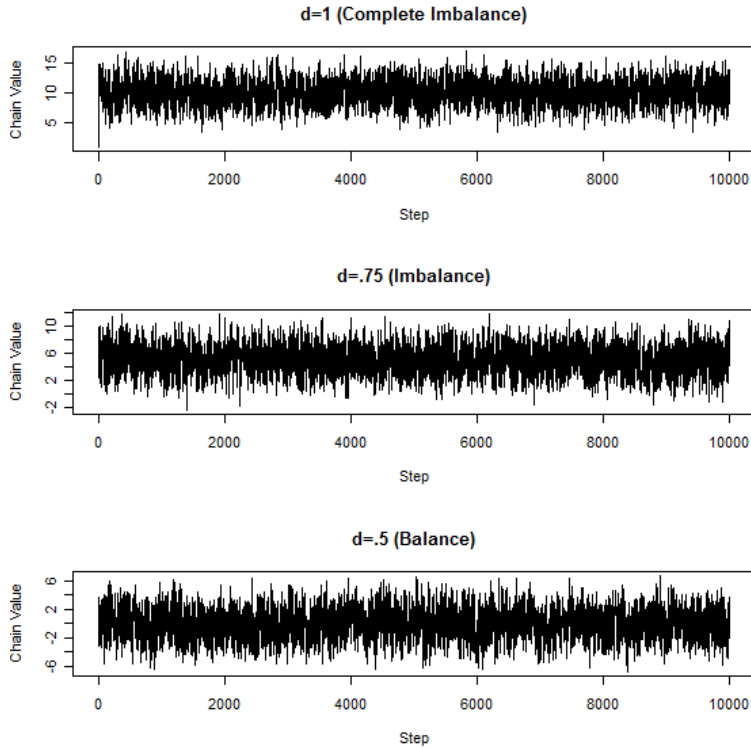 d=1 (Complete Imbalance)
Chain Value
15
10
5
0 2000 4000 6000 8000 10000
Step
d=.75 (Imbalance)
Chain Value
10
6
2
-2
0 2000 4000 6000 8000 10000
Step
d=.5 (Balance)
Chain Value
6
2
-2
-6
0 2000 4000 6000 8000 10000
Step